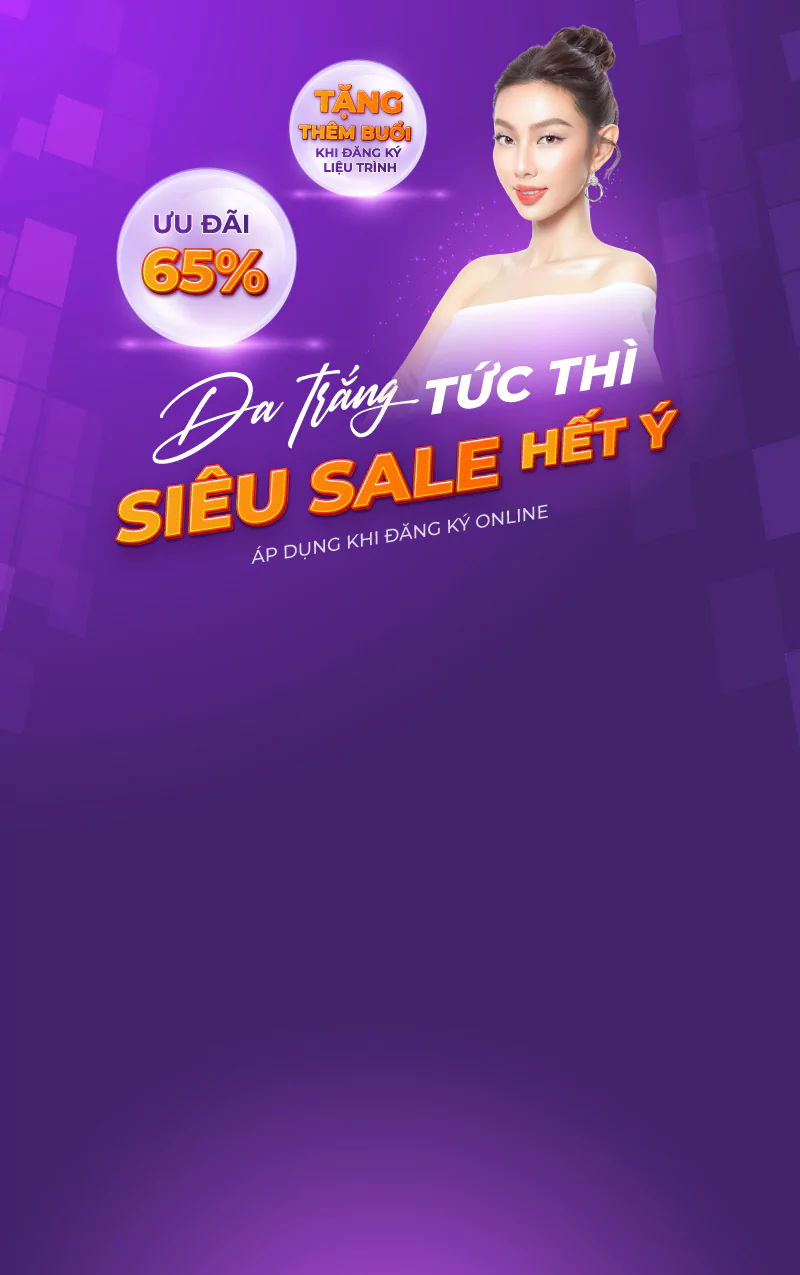 TẶNG
THÊM BUỔI
KHI ĐĂNG KÝ
LIỆU TRÌNH
ƯU ĐÃI
65%
Da Trắng TỨC THÌ
SIÊU SALE HẾT Ý
ÁP DỤNG KHI ĐĂNG KÝ ONLINE